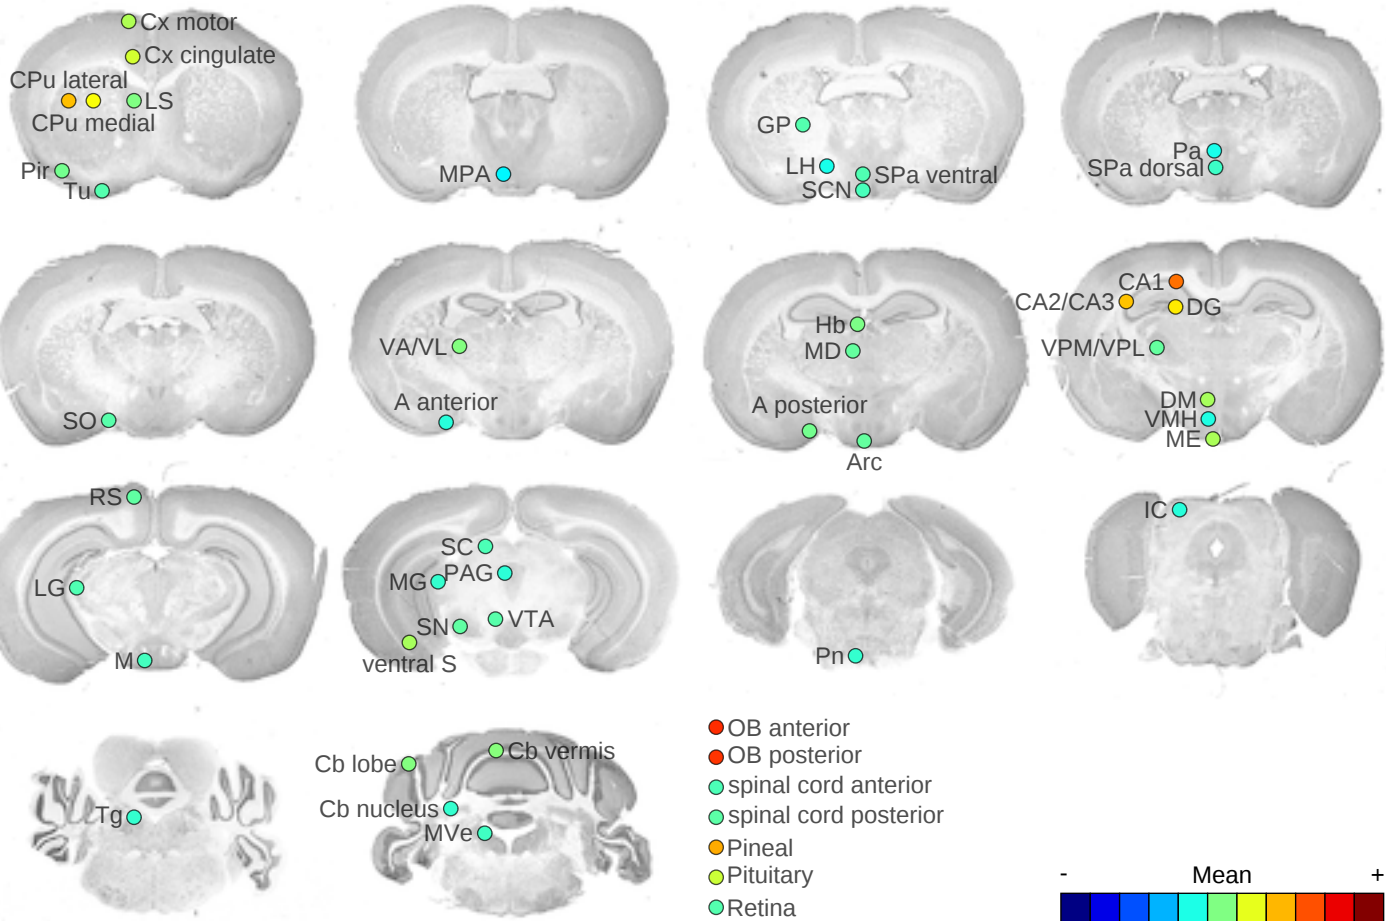 Cx motor
Cx cingulate
CPu lateral
LS
CPu medial
Pir
Tu
MPA
GP
LH
SPa ventral
SCN
Pa
SPa dorsal
SO
VA/VL
A anterior
Hb
MD
A posterior
Arc
CA1
CA2/CA3
DG
VPM/VPL
DM
VMH
ME
RS
LG
M
SC
MG
PAG
SN
VTA
ventral S
Pn
IC
Tg
Cb lobe
Cb vermis
Cb nucleus
MVe
OB anterior
OB posterior
spinal cord anterior
spinal cord posterior
Pineal
Pituitary
Retina
- Mean +